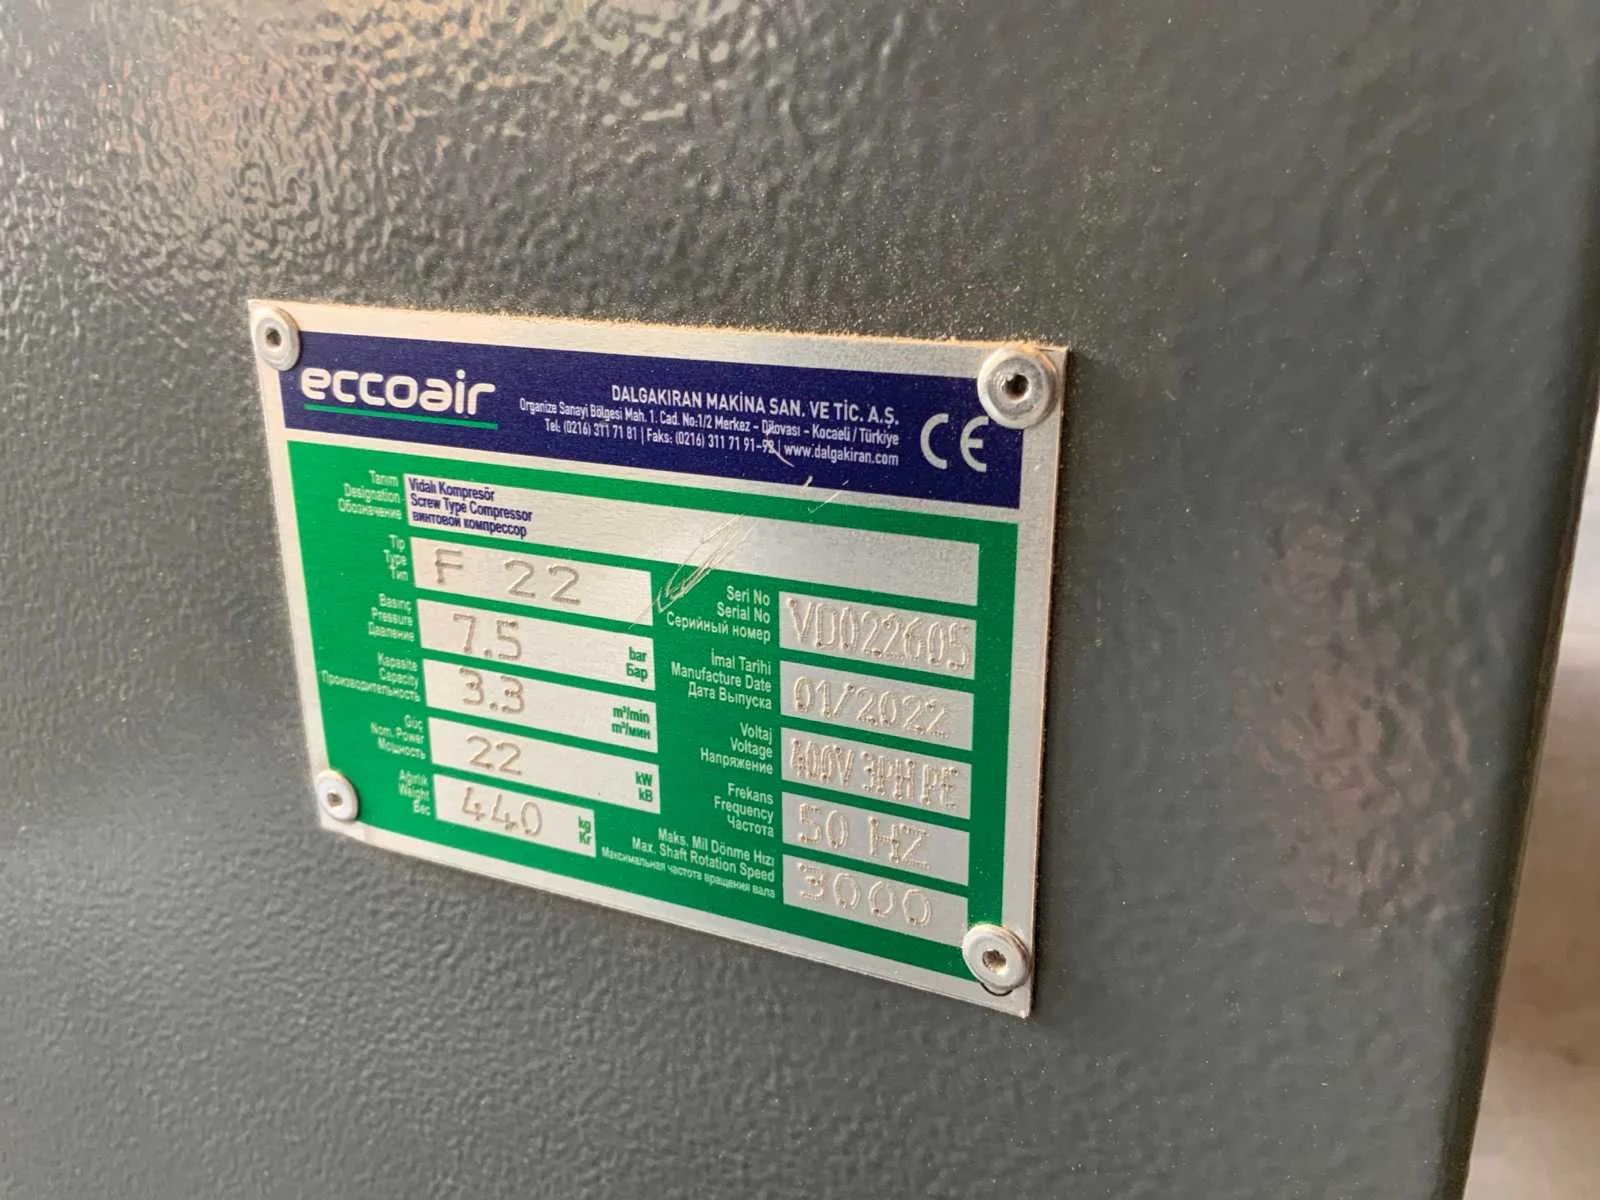 eccoair
DALGAKIRAN MAKİNA SAN. VE TİC. A.Ş.
Organize Sanayi Bölgesi Mah. 1. Cad. No:1/2 Merkez - Dilovası - Kocaeli / Türkiye
Tel: (0216) 311 71 81 | Faks: (0216) 311 71 91-92 | www.dalgakiran.com
CE
Tanım
Designation
Обозначение
Vidalı Kompresör
Screw Type Compressor
винтовой компрессор
Tip
Type
Тип
F 22
Basınç
Pressure
Давление
7.5
bar
бар
Kapasite
Capacity
Производительность
3.3
m³/min
m³/мин
Güç
Nom. Power
Мощность
22
kW
kB
Ağırlık
Weight
Вес
440
kg
Кг
Seri No
Serial No
Серийный номер
VD022605
İmal Tarihi
Manufacture Date
Дата Выпуска
01/2022
Voltaj
Voltage
Напряжение
400V 3PH PE
Frekans
Frequency
Частота
50 HZ
Maks. Mil Dönme Hızı
Max. Shaft Rotation Speed
Максимальная частота вращения вала
3000